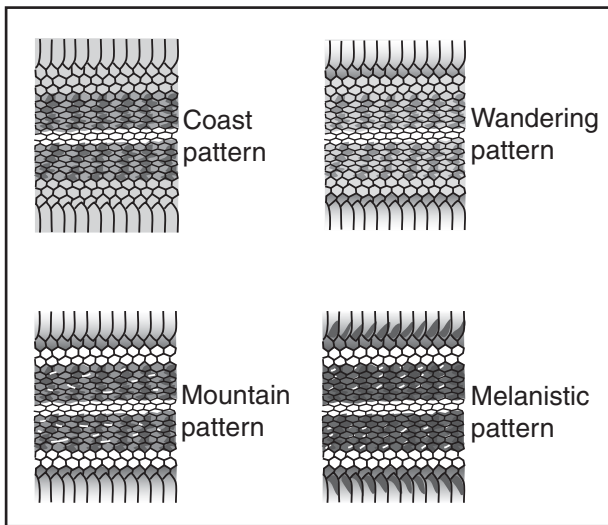 Coast
pattern
Wandering
pattern
Mountain
pattern
Melanistic
pattern